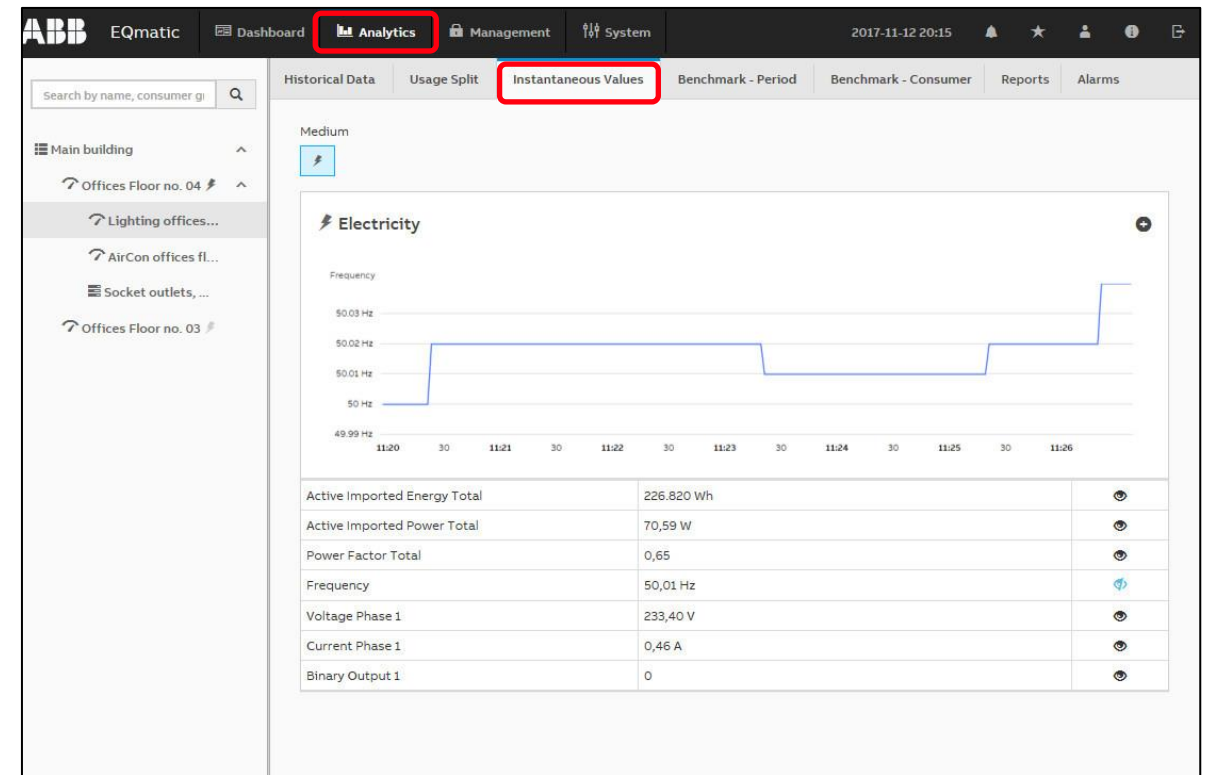 ABB EQmatic Dashboard Analytics Management System 2017-11-12 20:15
Search by name, consumer gr
Historical Data Usage Split Instantaneous Values Benchmark - Period Benchmark - Consumer Reports Alarms
Main building
Offices Floor no. 04
Lighting offices...
AirCon offices fl...
Socket outlets, ...
Offices Floor no. 03
Medium
Electricity
Frequency
50.03 Hz
50.02 Hz
50.01 Hz
50 Hz
49.99 Hz
11:20 30 11:21 30 11:22 30 11:23 30 11:24 30 11:25 30 11:26
Active Imported Energy Total 226.820 Wh
Active Imported Power Total 70,59 W
Power Factor Total 0,65
Frequency 50,01 Hz
Voltage Phase 1 233,40 V
Current Phase 1 0,46 A
Binary Output 1 0